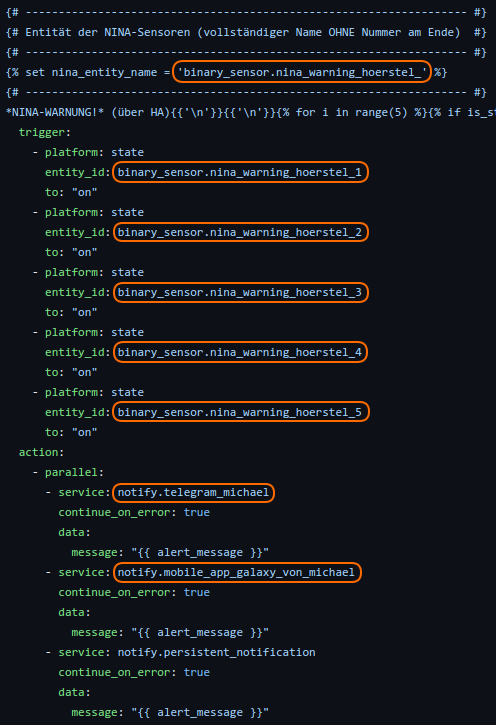 {# ------------------------------------------------------------------- #}
{# Entität der NINA-Sensoren (vollständiger Name OHNE Nummer am Ende)  #}
{# ------------------------------------------------------------------- #}
{% set nina_entity_name = 'binary_sensor.nina_warning_hoerstel_' %}
{# ------------------------------------------------------------------- #}
*NINA-WARNUNG!* (über HA){{'\n'}}{{'\n'}}{% for i in range(5) %}{% if is_st
  trigger:
    - platform: state
      entity_id: binary_sensor.nina_warning_hoerstel_1
      to: "on"
    - platform: state
      entity_id: binary_sensor.nina_warning_hoerstel_2
      to: "on"
    - platform: state
      entity_id: binary_sensor.nina_warning_hoerstel_3
      to: "on"
    - platform: state
      entity_id: binary_sensor.nina_warning_hoerstel_4
      to: "on"
    - platform: state
      entity_id: binary_sensor.nina_warning_hoerstel_5
      to: "on"
  action:
    - parallel:
      - service: notify.telegram_michael
        continue_on_error: true
        data:
          message: "{{ alert_message }}"
      - service: notify.mobile_app_galaxy_von_michael
        continue_on_error: true
        data:
          message: "{{ alert_message }}"
      - service: notify.persistent_notification
        continue_on_error: true
        data:
          message: "{{ alert_message }}"